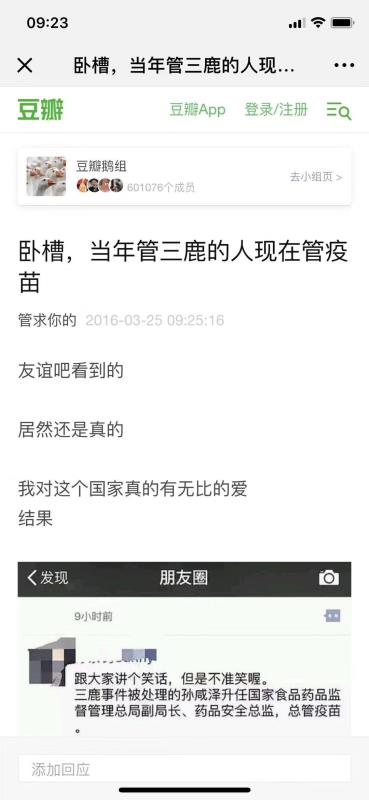 09:23
卧槽，当年管三鹿的人现…
豆瓣
豆瓣App 登录/注册
豆瓣鹅组
601076个成员
去小组页 >
卧槽，当年管三鹿的人现在管疫
苗
管求你的 2016-03-25 09:25:16
友谊吧看到的
居然还是真的
我对这个国家真的有无比的爱
结果
发现
朋友圈
9小时前
跟大家讲个笑话，但是不准笑喔。
三鹿事件被处理的孙咸泽升任国家食品药品监
督管理总局副局长、药品安全总监，总管疫苗
。
添加回应